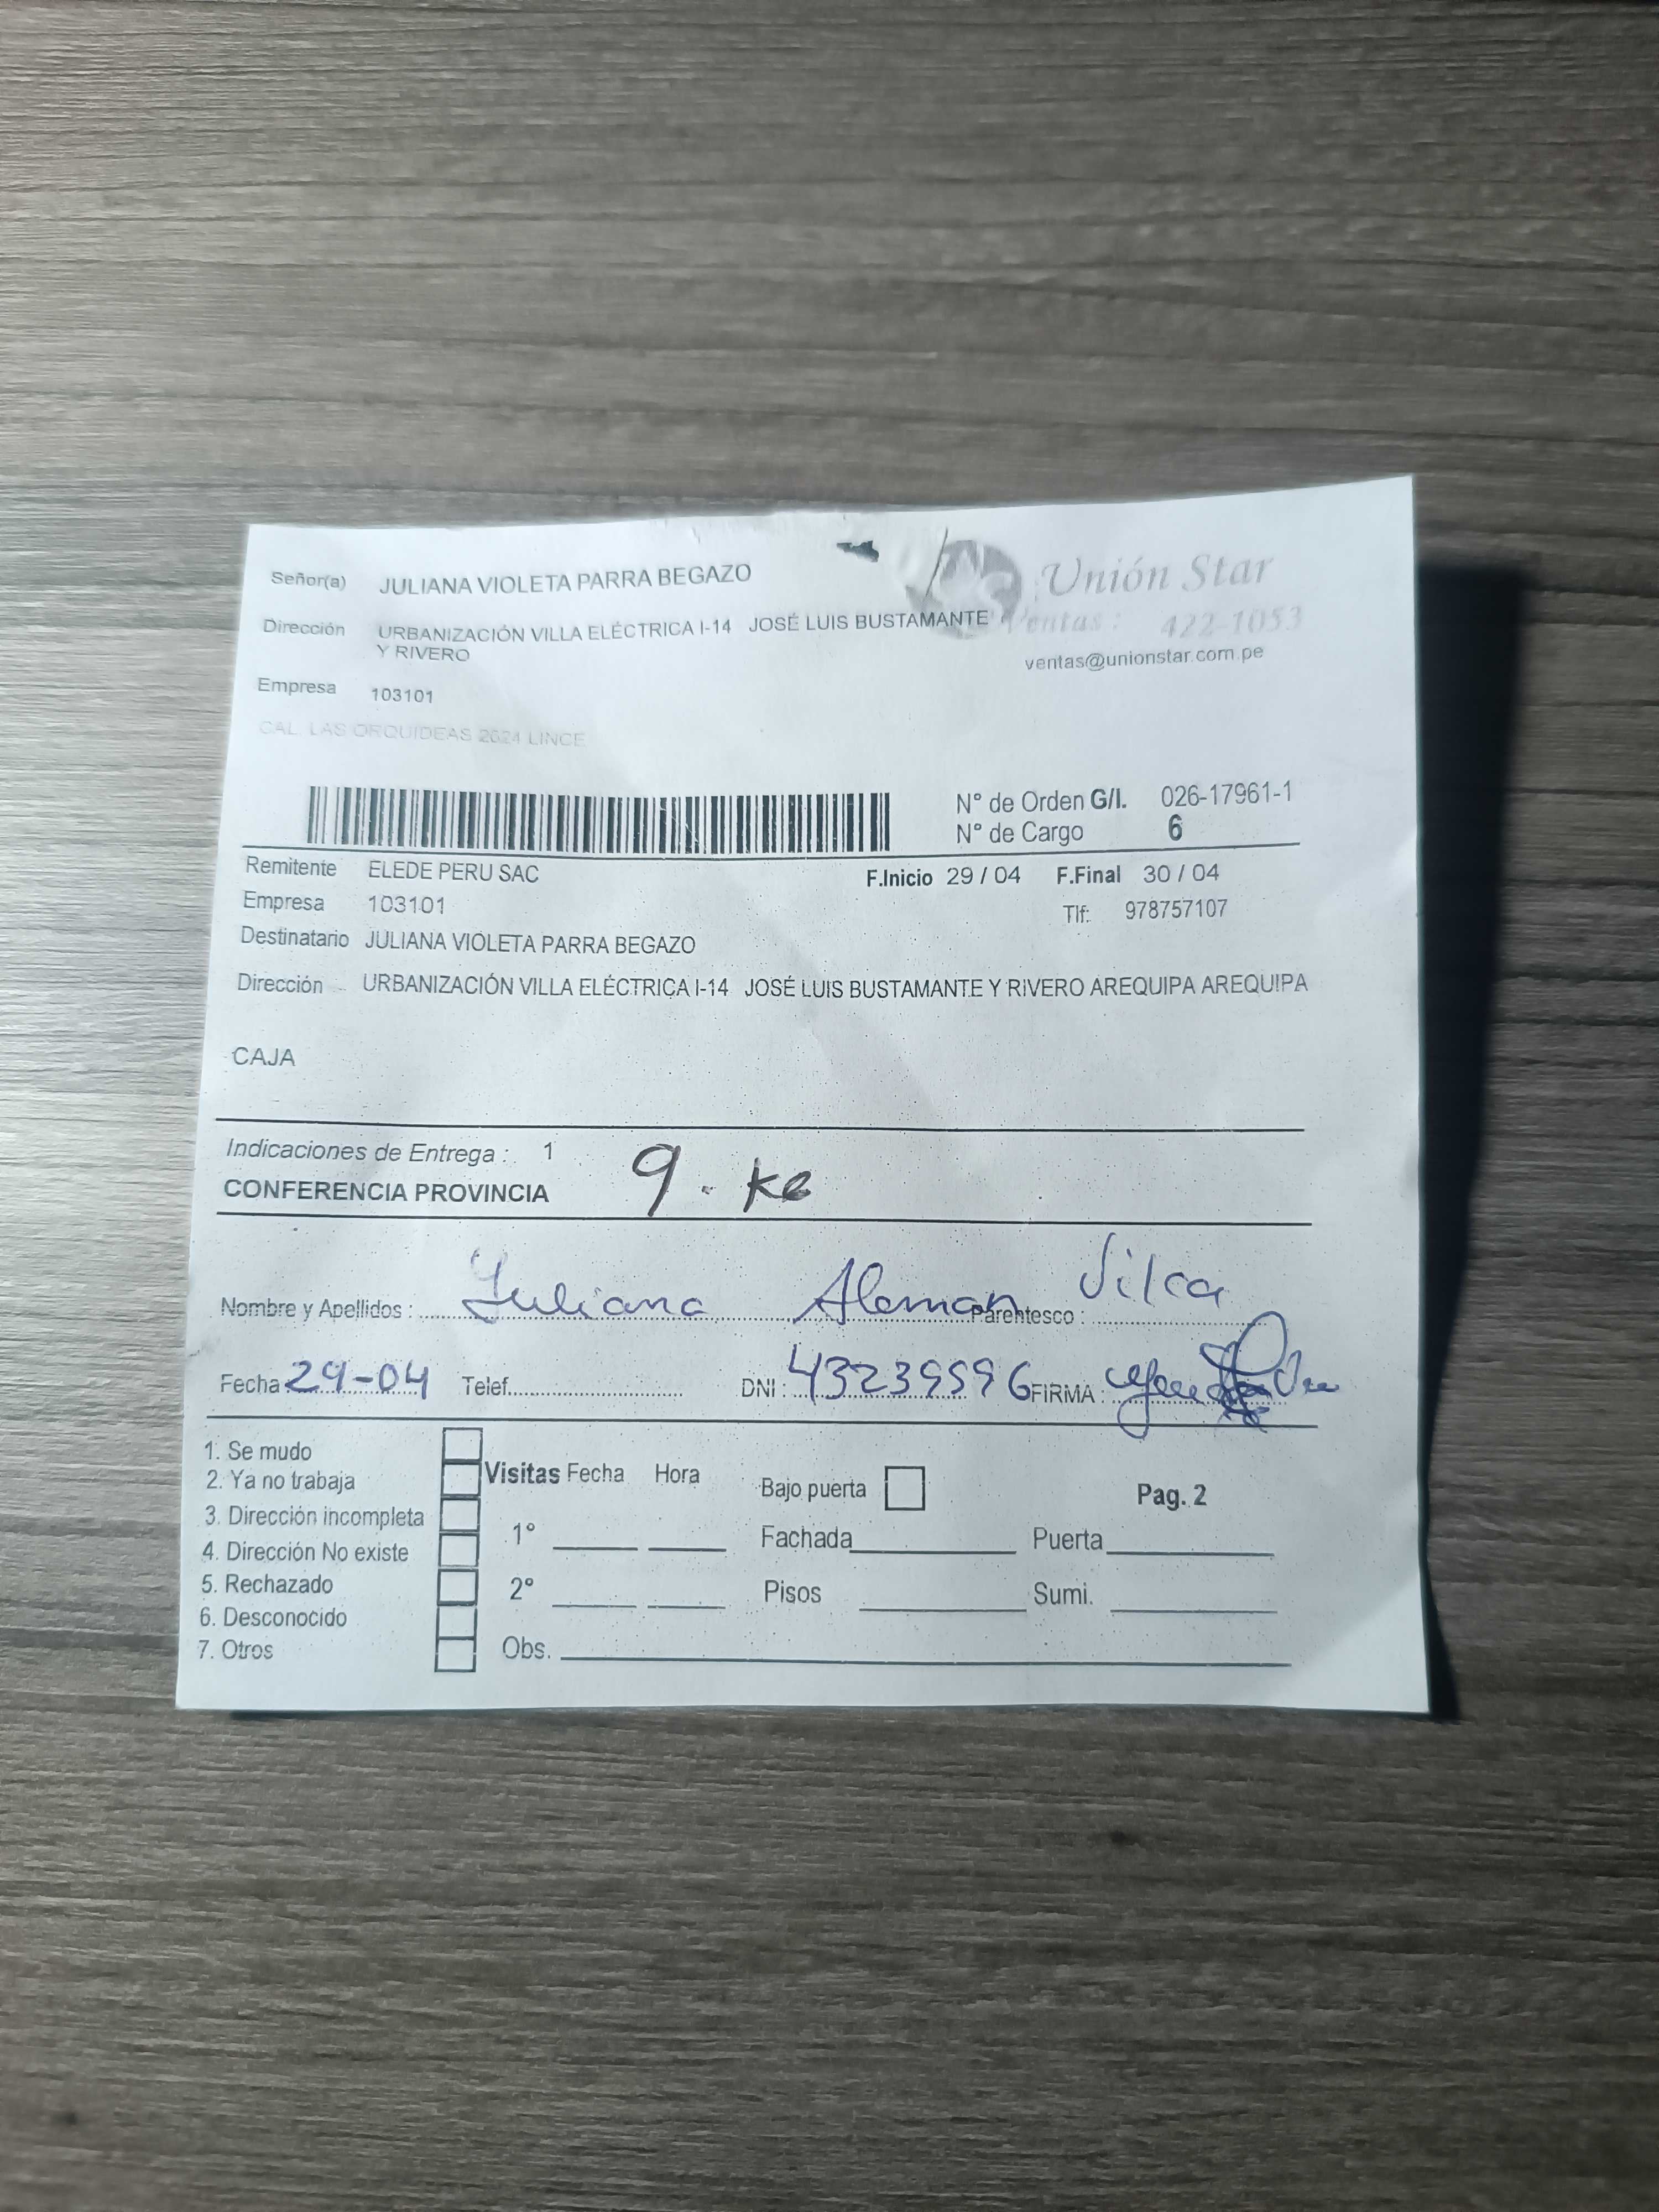 Señor(a) JULIANA VIOLETA PARRA BEGAZO
Unión Star
Dirección URBANIZACIÓN VILLA ELÉCTRICA I-14 JOSÉ LUIS BUSTAMANTE
Y RIVERO
Ventas : 422-1053
ventas@unionstar.com.pe
Empresa 103101
CAL. LAS ORQUIDEAS 2624 LINCE
N° de Orden G/I. 026-17961-1
N° de Cargo 6
Remitente ELEDE PERU SAC F.Inicio 29 / 04 F.Final 30 / 04
Empresa 103101 Tlf: 978757107
Destinatario JULIANA VIOLETA PARRA BEGAZO
Dirección URBANIZACIÓN VILLA ELÉCTRICA I-14 JOSÉ LUIS BUSTAMANTE Y RIVERO AREQUIPA AREQUIPA
CAJA
Indicaciones de Entrega : 1
CONFERENCIA PROVINCIA 9. KG
Nombre y Apellidos : Yuliana Aleman Vilca Parentesco :
Fecha 29-04 Telef. DNI : 43239596 FIRMA :
1. Se mudo
2. Ya no trabaja
3. Dirección incompleta
4. Dirección No existe
5. Rechazado
6. Desconocido
7. Otros
Visitas Fecha Hora Bajo puerta Pag. 2
1° Fachada Puerta
2° Pisos Sumi.
Obs.